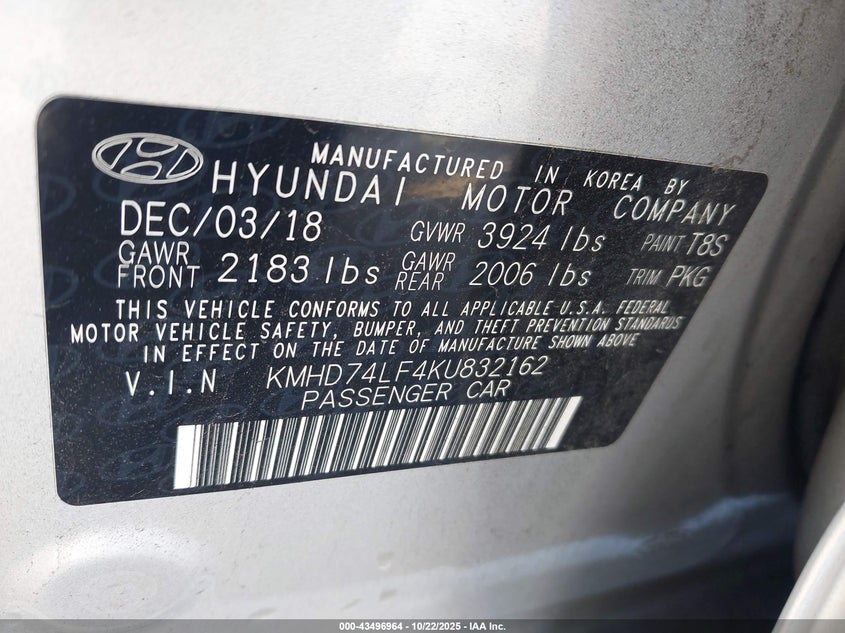 MANUFACTURED IN KOREA BY
HYUNDAI MOTOR COMPANY
DEC/03/18 GVWR 3924 lbs PAINT T8S
GAWR FRONT 2183 lbs GAWR REAR 2006 lbs TRIM PKG
THIS VEHICLE CONFORMS TO ALL APPLICABLE U.S.A. FEDERAL
MOTOR VEHICLE SAFETY, BUMPER, AND THEFT PREVENTION STANDARDS
IN EFFECT ON THE DATE OF MANUFACTURE SHOWN ABOVE
V.I.N KMHD74LF4KU832162
PASSENGER CAR
000-43496964 - 10/22/2025 - IAA Inc.